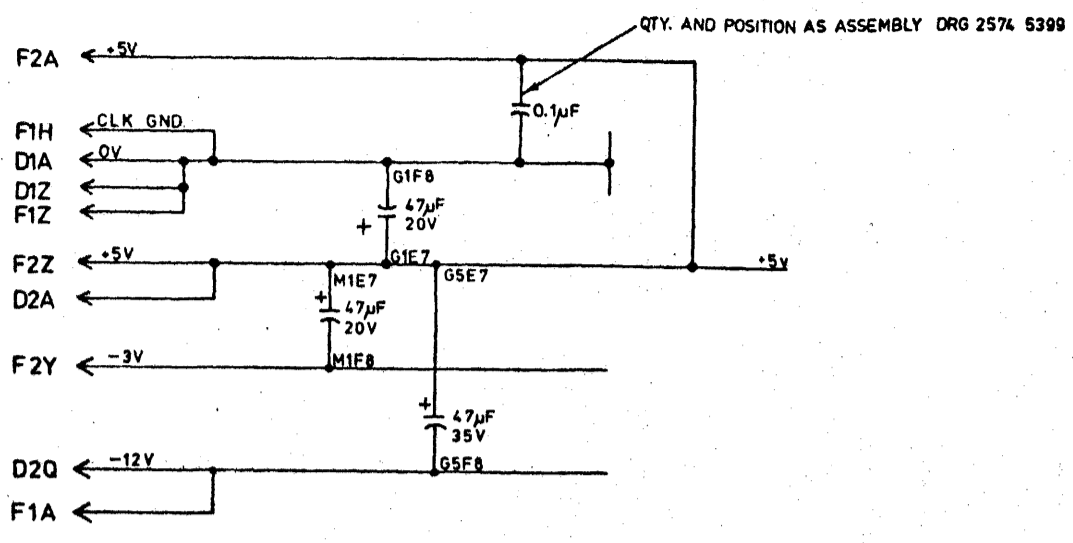 QTY. AND POSITION AS ASSEMBLY DRG 2574 5399
F2A +5V
0.1µF
F1H CLK GND.
D1A 0V
D1Z
F1Z
G1F8
47µF
20V
+
F2Z +5V
G1E7
G5E7
+5V
D2A
M1E7
+
47µF
20V
F2Y -3V
M1F8
+
47µF
35V
D2Q -12V
G5F8
F1A